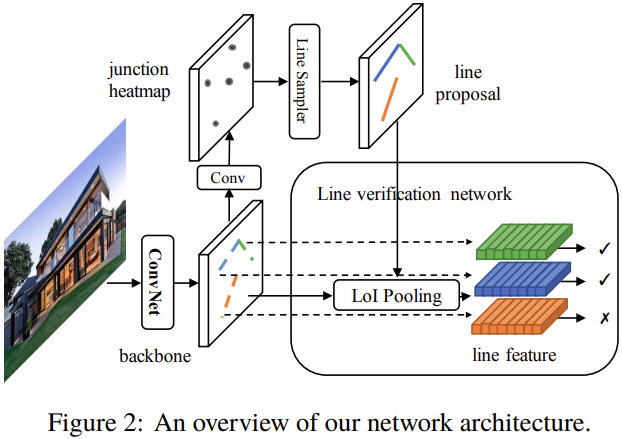 junction
heatmap
Line Sampler
line
proposal
Conv
Line verification network
ConvNet
LoI Pooling
backbone
line feature
✓
✓
✗
Figure 2: An overview of our network architecture.